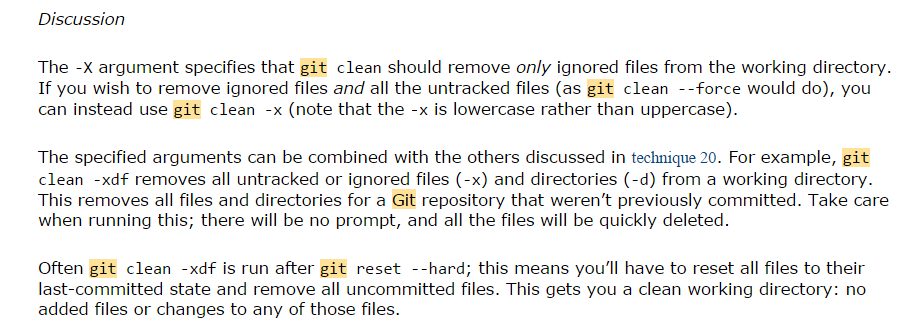 Discussion
The -X argument specifies that git clean should remove only ignored files from the working directory.
If you wish to remove ignored files and all the untracked files (as git clean --force would do), you
can instead use git clean -x (note that the -x is lowercase rather than uppercase).
The specified arguments can be combined with the others discussed in technique 20. For example, git
clean -xdf removes all untracked or ignored files (-x) and directories (-d) from a working directory.
This removes all files and directories for a Git repository that weren't previously committed. Take care
when running this; there will be no prompt, and all the files will be quickly deleted.
Often git clean -xdf is run after git reset --hard; this means you'll have to reset all files to their
last-committed state and remove all uncommitted files. This gets you a clean working directory: no
added files or changes to any of those files.